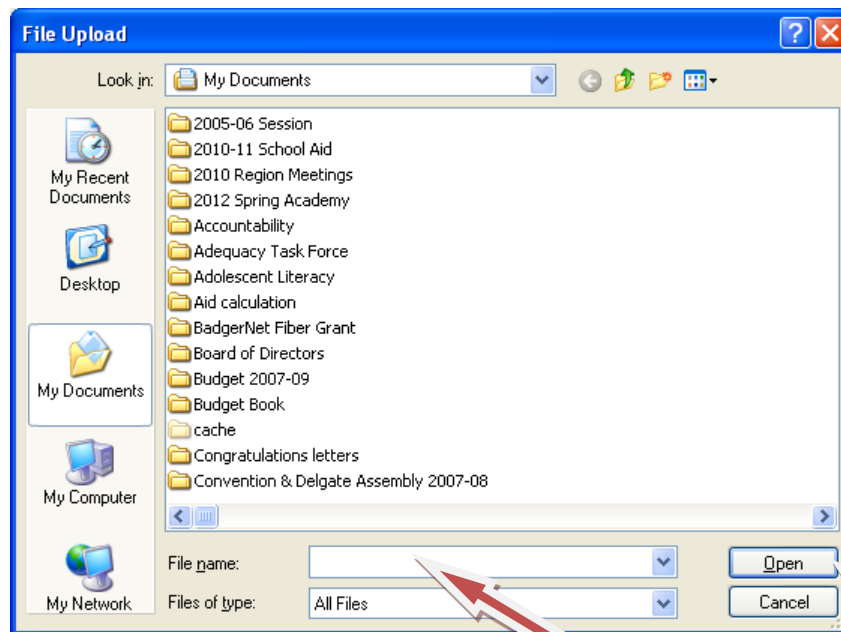 File Upload
Look in:
My Documents
2005-06 Session
2010-11 School Aid
2010 Region Meetings
2012 Spring Academy
Accountability
Adequacy Task Force
Adolescent Literacy
Aid calculation
BadgerNet Fiber Grant
Board of Directors
Budget 2007-09
Budget Book
cache
Congratulations letters
Convention & Delgate Assembly 2007-08
My Recent
Documents
Desktop
My Documents
My Computer
My Network
File name:
Open
Files of type:
All Files
Cancel